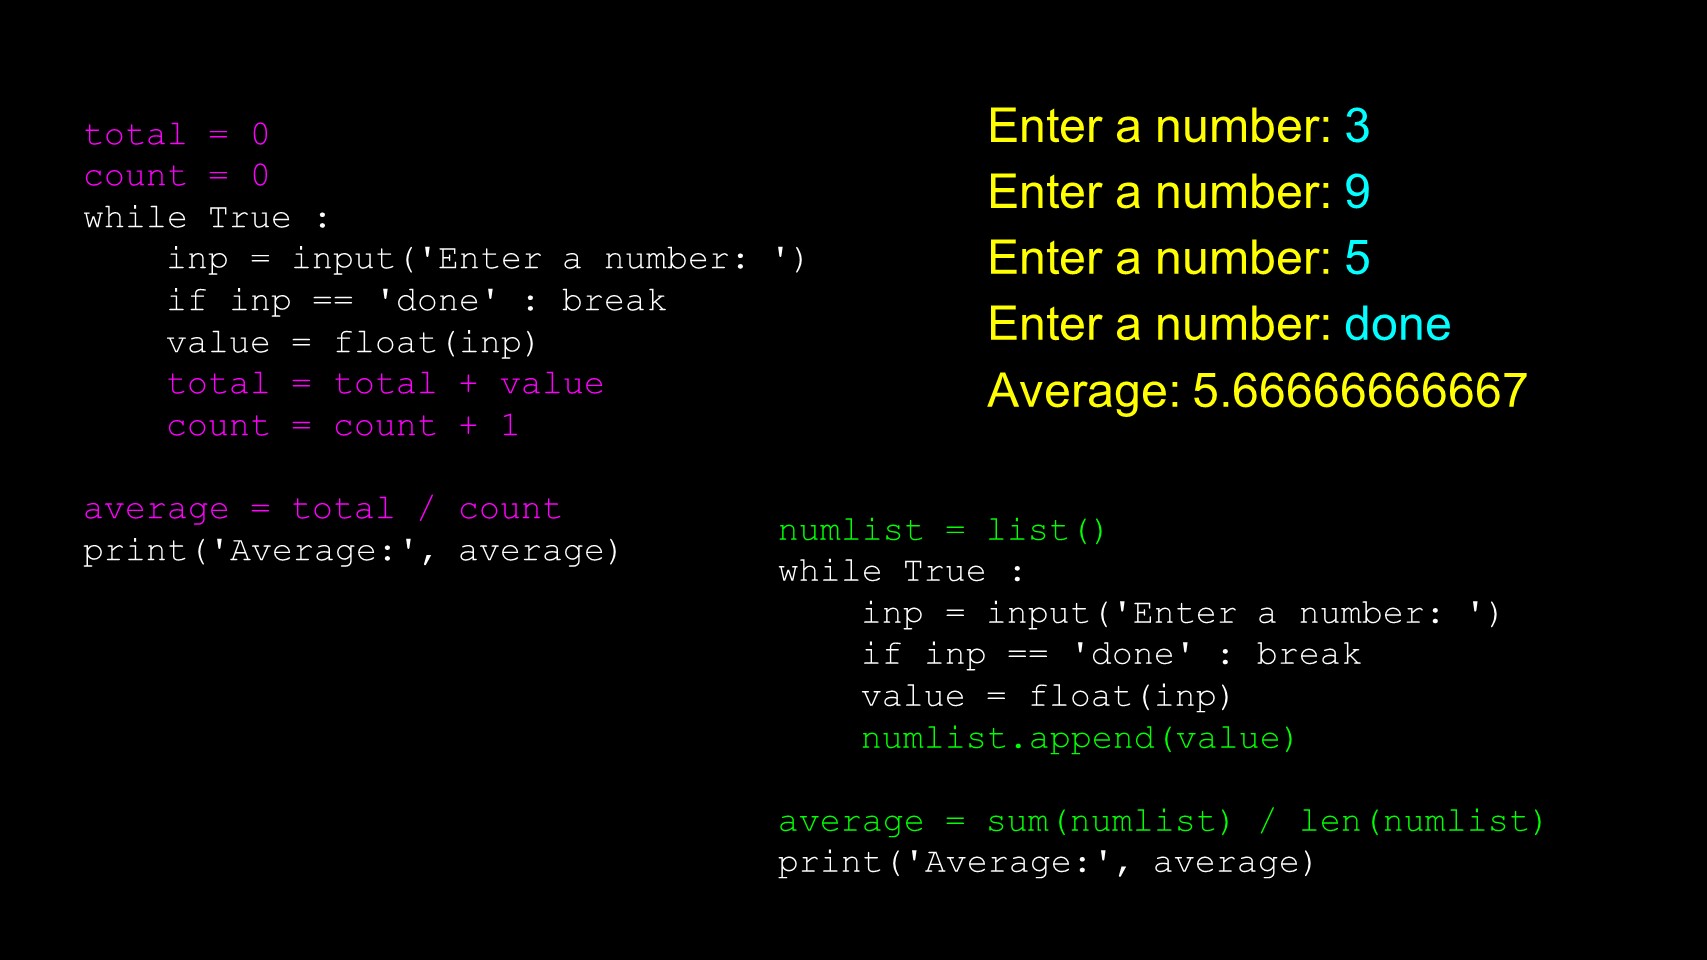 total = 0
count = 0
while True :
    inp = input('Enter a number: ')
    if inp == 'done' : break
    value = float(inp)
    total = total + value
    count = count + 1
average = total / count
print('Average:', average)
Enter a number: 3
Enter a number: 9
Enter a number: 5
Enter a number: done
Average: 5.66666666667
numlist = list()
while True :
    inp = input('Enter a number: ')
    if inp == 'done' : break
    value = float(inp)
    numlist.append(value)
average = sum(numlist) / len(numlist)
print('Average:', average)